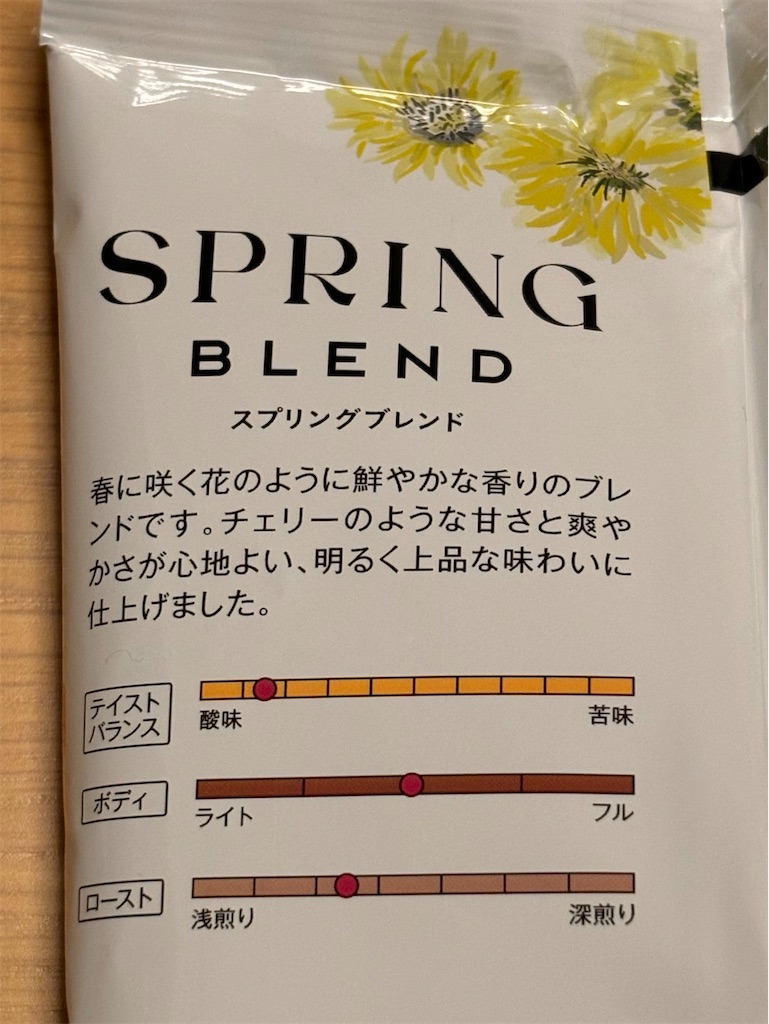 SPRING
BLEND
スプリングブレンド
春に咲く花のように鮮やかな香りのブレ
ンドです。チェリーのような甘さと爽や
かさが心地よい、明るく上品な味わいに
仕上げました。
テイスト
バランス
酸味
苦味
ボディ
ライト
フル
ロースト
浅煎り
深煎り